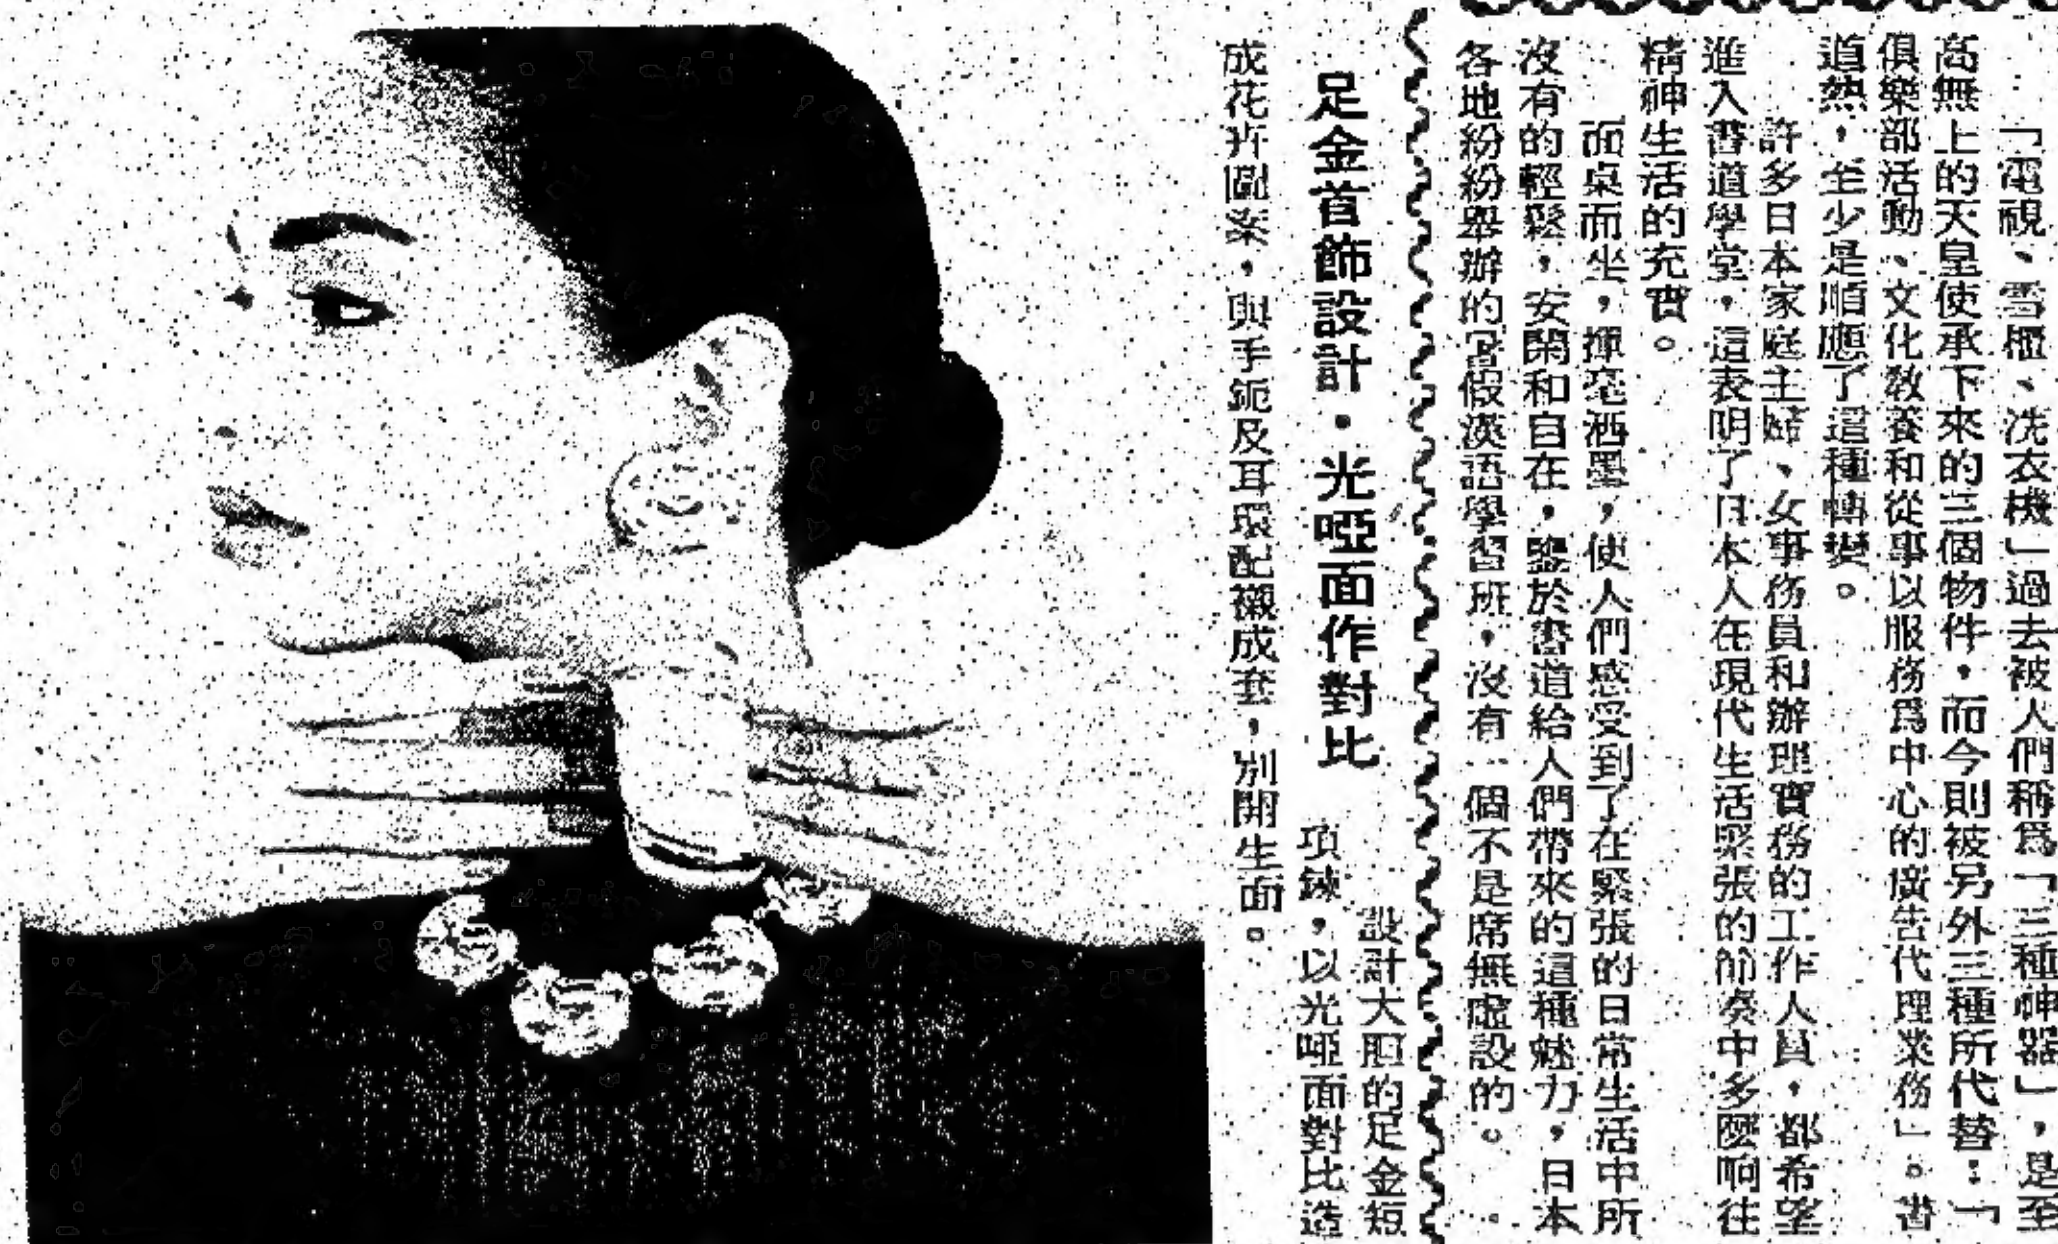 「電視、雪櫃、洗衣機」過去被人們稱爲「三種神器」，是至
高無上的天皇使承下來的三個物件，而今則被另外三種所代替：「
俱樂部活動、文化敎養和從事以服務爲中心的廣告代理業務」。書
道熱，至少是順應了這種轉變。
許多日本家庭主婦、女事務員和辦理實務的工作人員，都希望
進入書道學堂，這表明了日本人在現代生活緊張的節奏中多麽响往
精神生活的充實。
面桌而坐，揮毫洒墨，使人們感受到了在緊張的日常生活中所
沒有的輕鬆，安閑和自在，鑒於書道給人們帶來的這種魅力，日本
各地紛紛舉辦的寒假漢語學習班，沒有一個不是席無虛設的。
足金首飾設計·光啞面作對比
設計大胆的足金短
項鍊，以光啞面對比造
成花卉圖案，與手鈪及耳環配襯成套，別開生面。